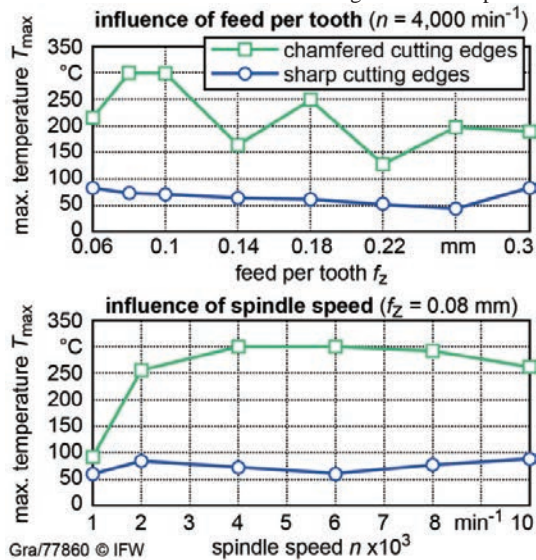 influence of feed per tooth (n = 4,000 min⁻¹)
max. temperature Tmax
350
°C
250
200
150
100
50
0
chamfered cutting edges
sharp cutting edges
0.06 0.1 0.14 0.18 0.22 mm 0.3
feed per tooth fz
influence of spindle speed (fz = 0.08 mm)
max. temperature Tmax
350
°C
250
200
150
100
50
0
1 2 3 4 5 6 7 8 min⁻¹ 10
spindle speed n x10³
Gra/77860 © IFW